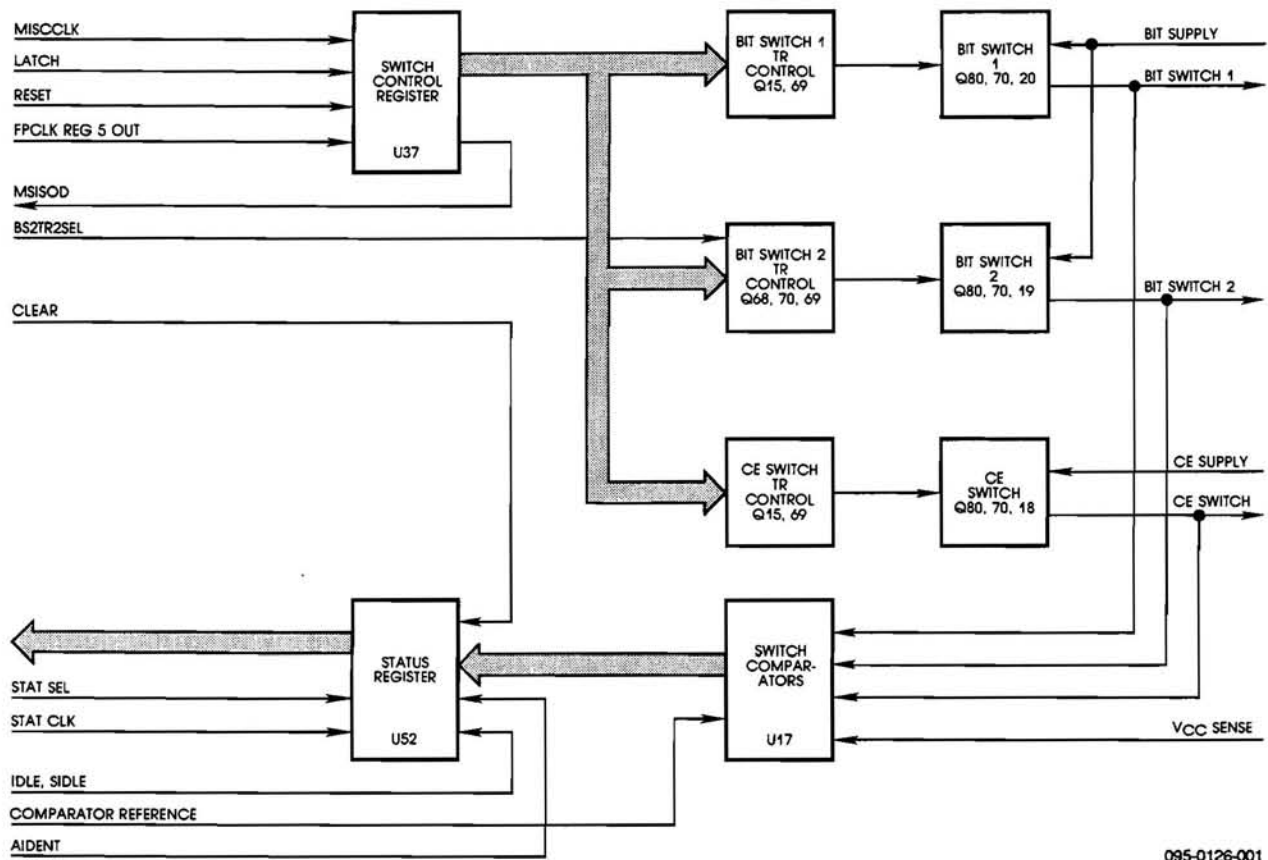 MISCCLK
LATCH
RESET
FPCLK REG 5 OUT
MSISOD
BS2TR2SEL
CLEAR
SWITCH
CONTROL
REGISTER
U37
BIT SWITCH 1
TR
CONTROL
Q15, 69
BIT SWITCH
1
Q80, 70, 20
BIT SUPPLY
BIT SWITCH 1
BIT SWITCH 2
TR
CONTROL
Q68, 70, 69
BIT SWITCH
2
Q80, 70, 19
BIT SWITCH 2
CE SWITCH
TR
CONTROL
Q15, 69
CE
SWITCH
Q80, 70, 18
CE SUPPLY
CE SWITCH
STATUS
REGISTER
U52
SWITCH
COMPAR-
ATORS
U17
VCC SENSE
STAT SEL
STAT CLK
IDLE, SIDLE
COMPARATOR REFERENCE
AIDENT
095-0126-001